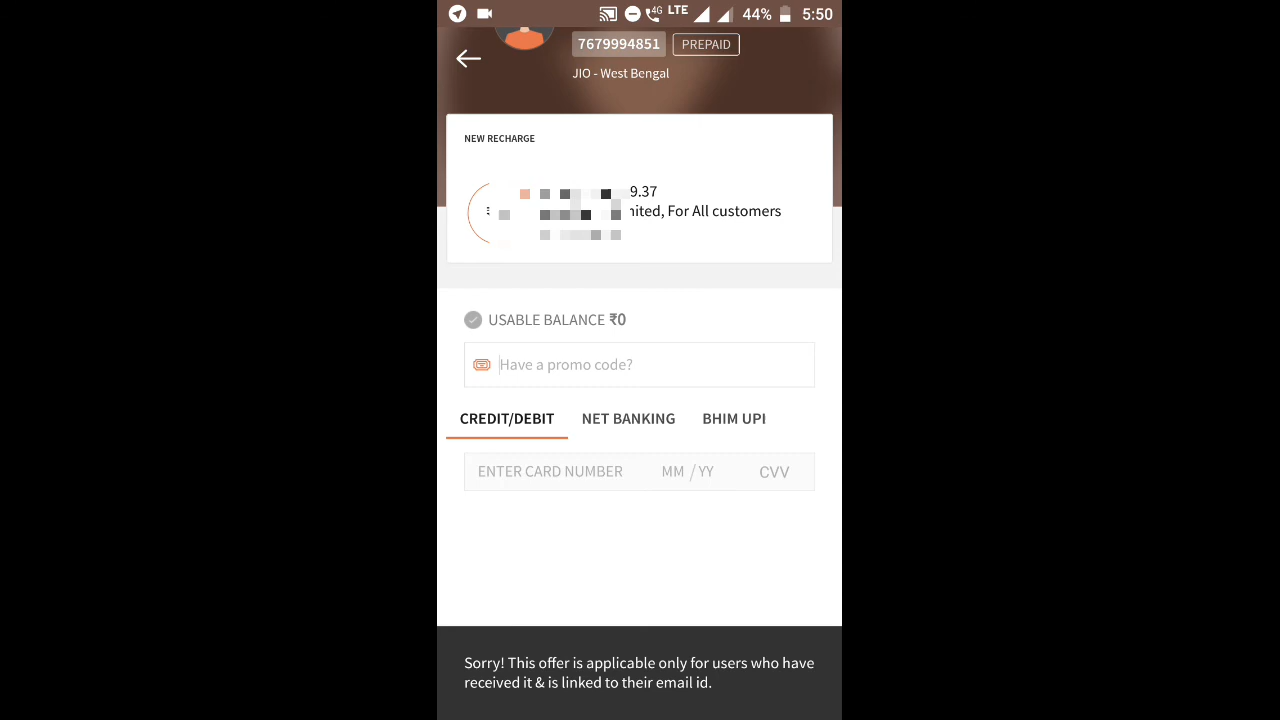 4G LTE 44% 5:50
7679994851 PREPAID
JIO - West Bengal
NEW RECHARGE
9.37
For All customers
USABLE BALANCE ₹0
Have a promo code?
CREDIT/DEBIT NET BANKING BHIM UPI
ENTER CARD NUMBER MM / YY CVV
Sorry! This offer is applicable only for users who have
received it & is linked to their email id.